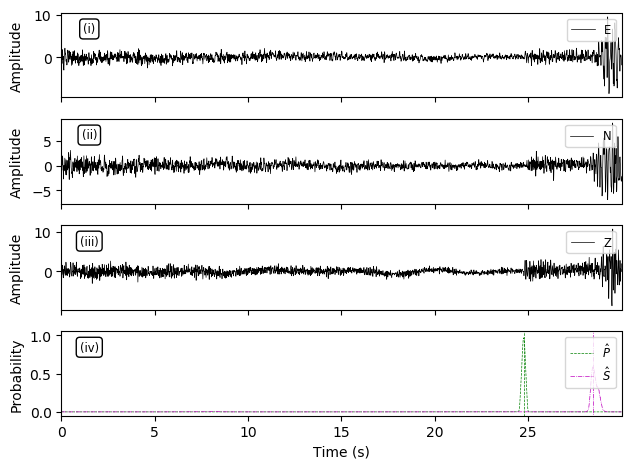 10
0
Amplitude
(i)
E
5
0
−5
Amplitude
(ii)
N
10
0
Amplitude
(iii)
Z
1.0
0.5
0.0
Probability
(iv)
P̂
Ŝ
0 5 10 15 20 25
Time (s)